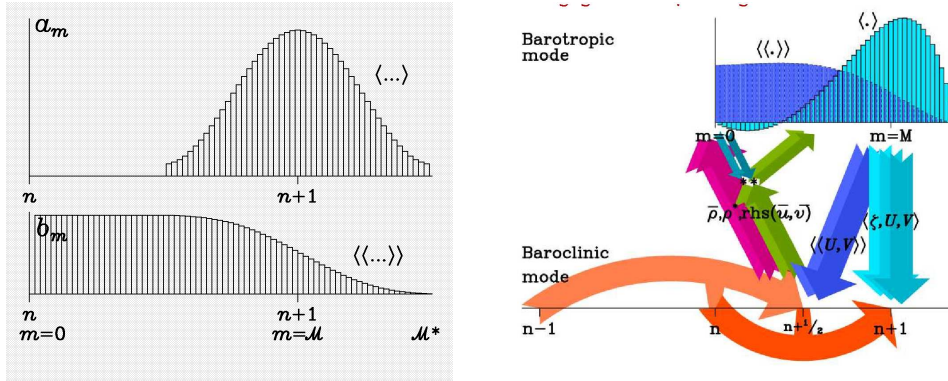 a_m
⟨...⟩
n n+1
b_m
⟨⟨...⟩⟩
n n+1
m=0 m=ℳ ℳ*
Barotropic
mode
⟨⟨.⟩⟩
⟨.⟩
m=0 m=M
**
ρ̅,ρ*,rhs(u̅,v̅)
⟨⟨U,V⟩⟩
⟨ζ,U,V⟩
Baroclinic
mode
n−1 n n+1/2 n+1